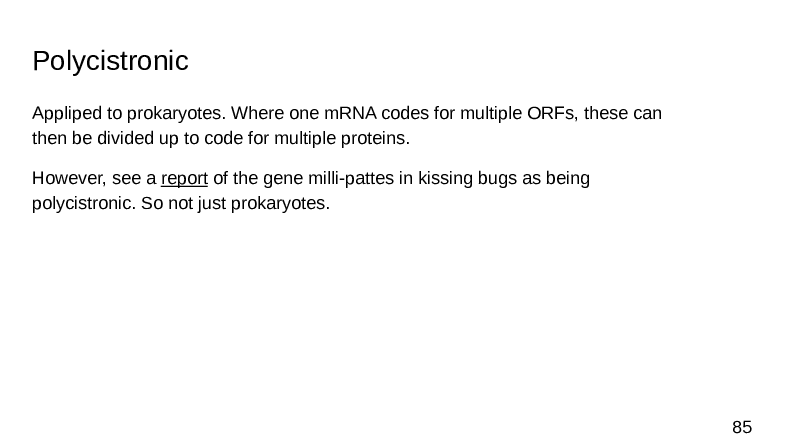 Polycistronic
Appliped to prokaryotes. Where one mRNA codes for multiple ORFs, these can
then be divided up to code for multiple proteins.
However, see a report of the gene milli-pattes in kissing bugs as being
polycistronic. So not just prokaryotes.
85